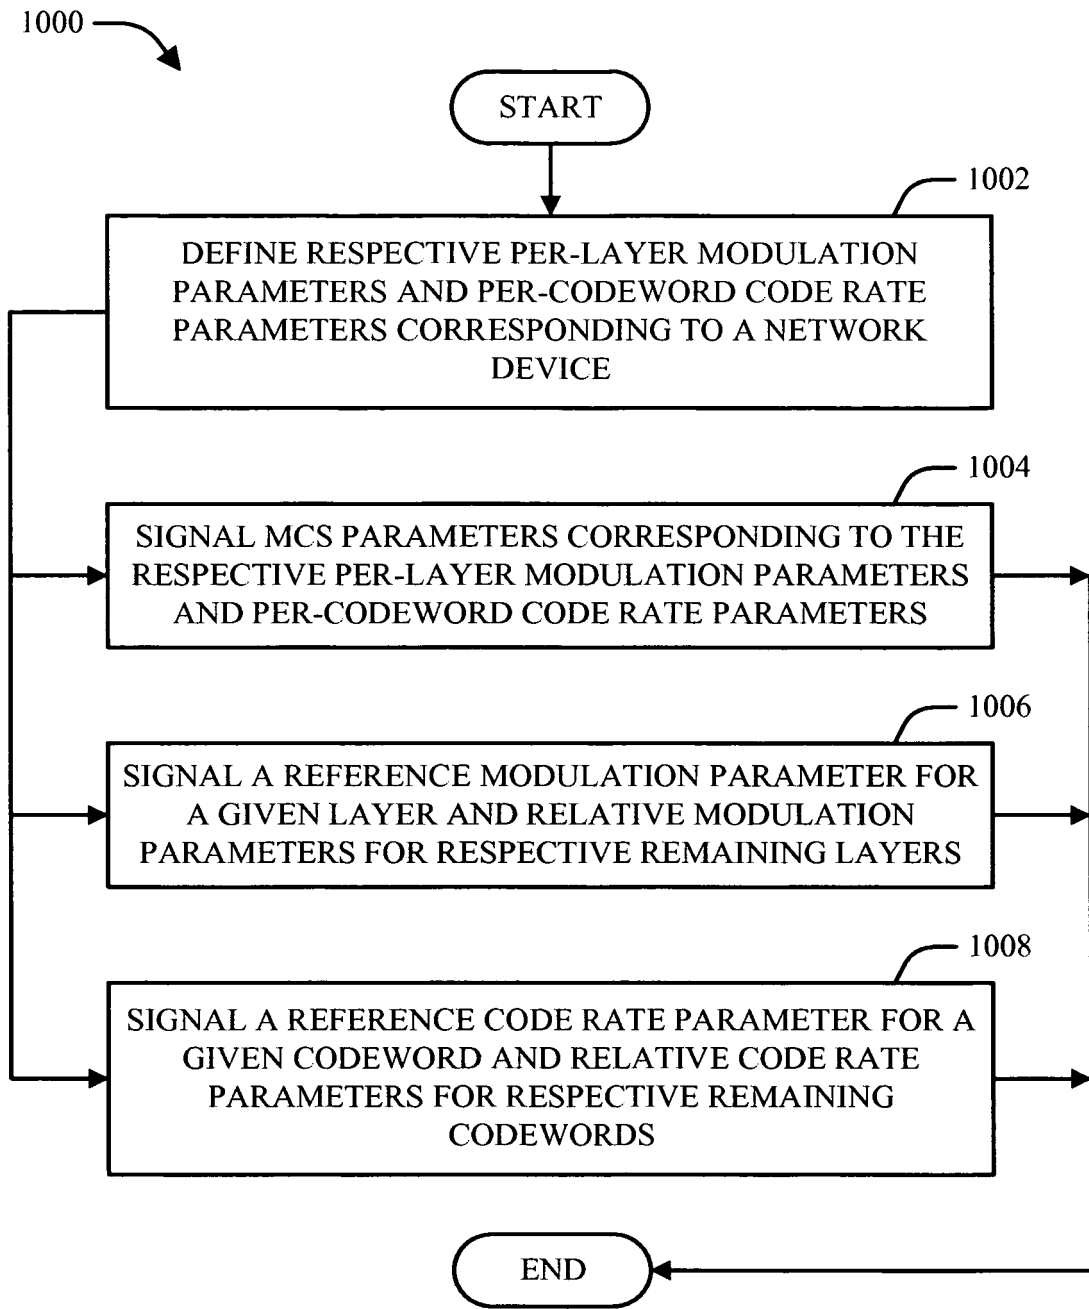 1000
START
1002
DEFINE RESPECTIVE PER-LAYER MODULATION
PARAMETERS AND PER-CODEWORD CODE RATE
PARAMETERS CORRESPONDING TO A NETWORK
DEVICE
1004
SIGNAL MCS PARAMETERS CORRESPONDING TO THE
RESPECTIVE PER-LAYER MODULATION PARAMETERS
AND PER-CODEWORD CODE RATE PARAMETERS
1006
SIGNAL A REFERENCE MODULATION PARAMETER FOR
A GIVEN LAYER AND RELATIVE MODULATION
PARAMETERS FOR RESPECTIVE REMAINING LAYERS
1008
SIGNAL A REFERENCE CODE RATE PARAMETER FOR A
GIVEN CODEWORD AND RELATIVE CODE RATE
PARAMETERS FOR RESPECTIVE REMAINING
CODEWORDS
END